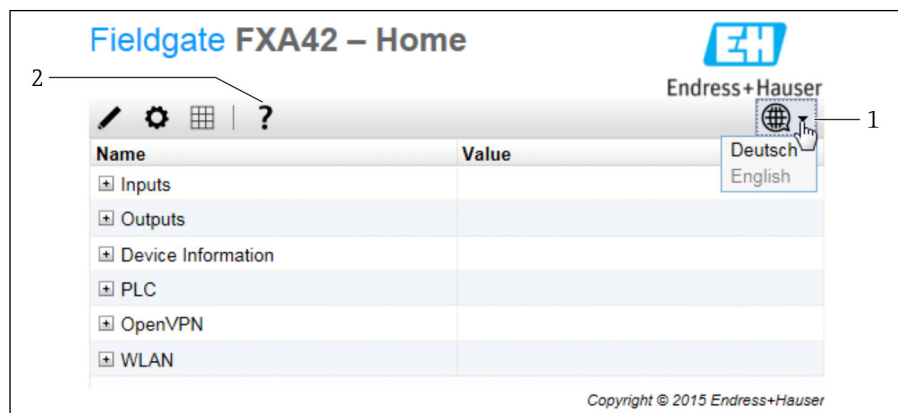 Fieldgate FXA42 – Home
EH
Endress+Hauser
2
?
1
Name Value
Deutsch
English
Inputs
Outputs
Device Information
PLC
OpenVPN
WLAN
Copyright © 2015 Endress+Hauser